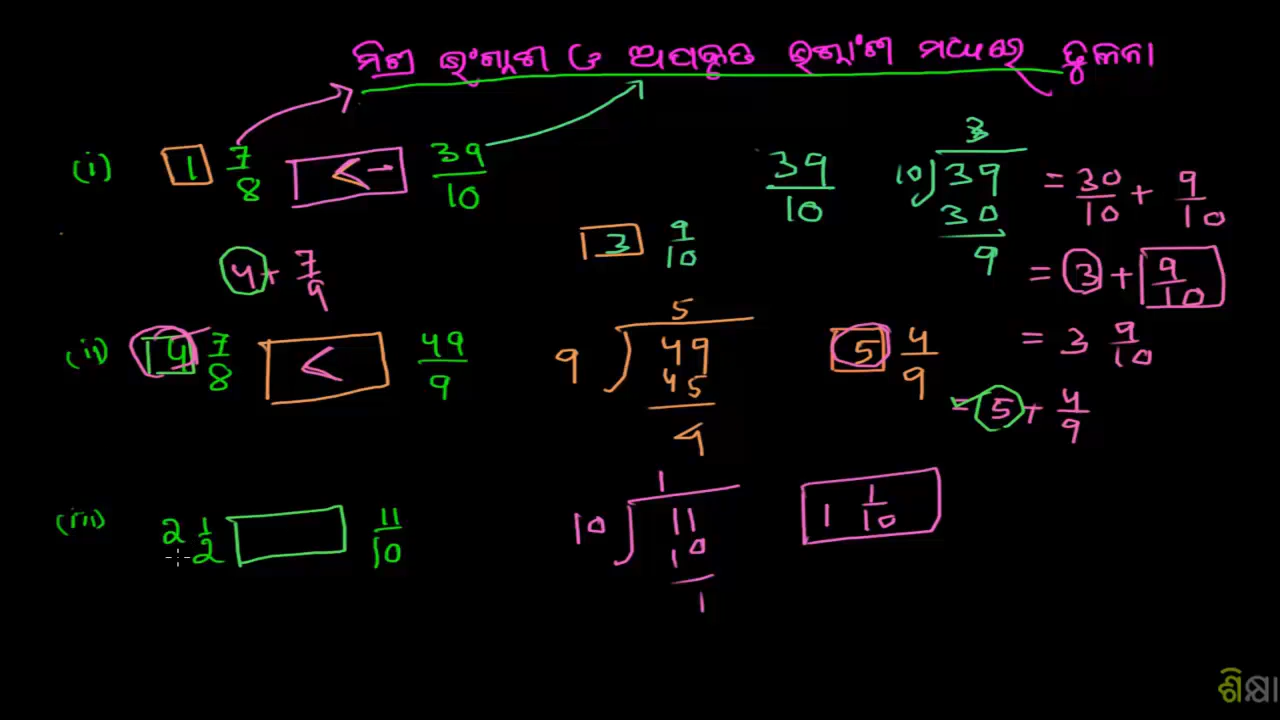 ମିଶ୍ର ଭଗ୍ନାଂଶ ଓ ଅପକୃତ ଭଗ୍ନାଂଶ ମଧ୍ୟରେ ତୁଳନା
(i) 1 7/8 < 39/10
39/10
10)39 3
30
9
= 30/10 + 9/10
= 3 + 9/10
= 3 9/10
3 9/10
4 + 7/9
(ii) 4 7/8 < 49/9
9)49 5
45
4
5 4/9
= 5 + 4/9
(iii) 2 1/2 11/10
10)11 1
10
1
1 1/10
ଶିକ୍ଷା